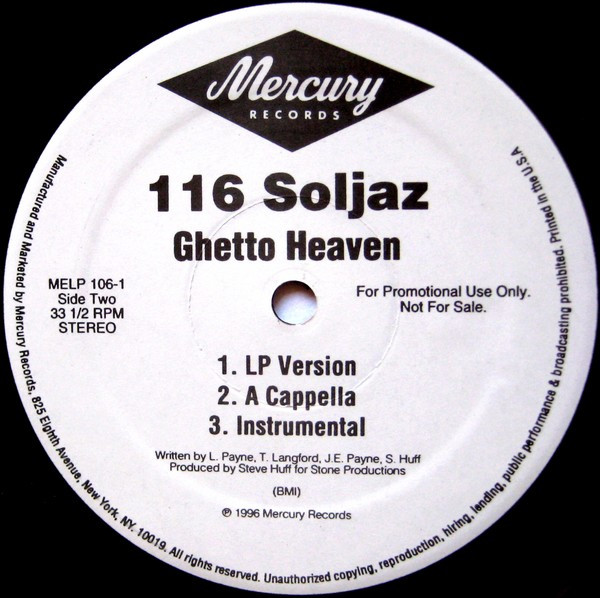 Mercury
RECORDS
116 Soljaz
Ghetto Heaven
MELP 106-1
Side Two
33 1/2 RPM
STEREO
For Promotional Use Only.
Not For Sale.
1. LP Version
2. A Cappella
3. Instrumental
Written by L. Payne, T. Langford, J.E. Payne, S. Huff
Produced by Steve Huff for Stone Productions
(BMI)
℗ 1996 Mercury Records
Manufactured and Marketed by Mercury Records, 825 Eighth Avenue, New York, NY. 10019. All rights reserved. Unauthorized copying, reproduction, hiring, lending, public performance & broadcasting prohibited. Printed in the U.S.A